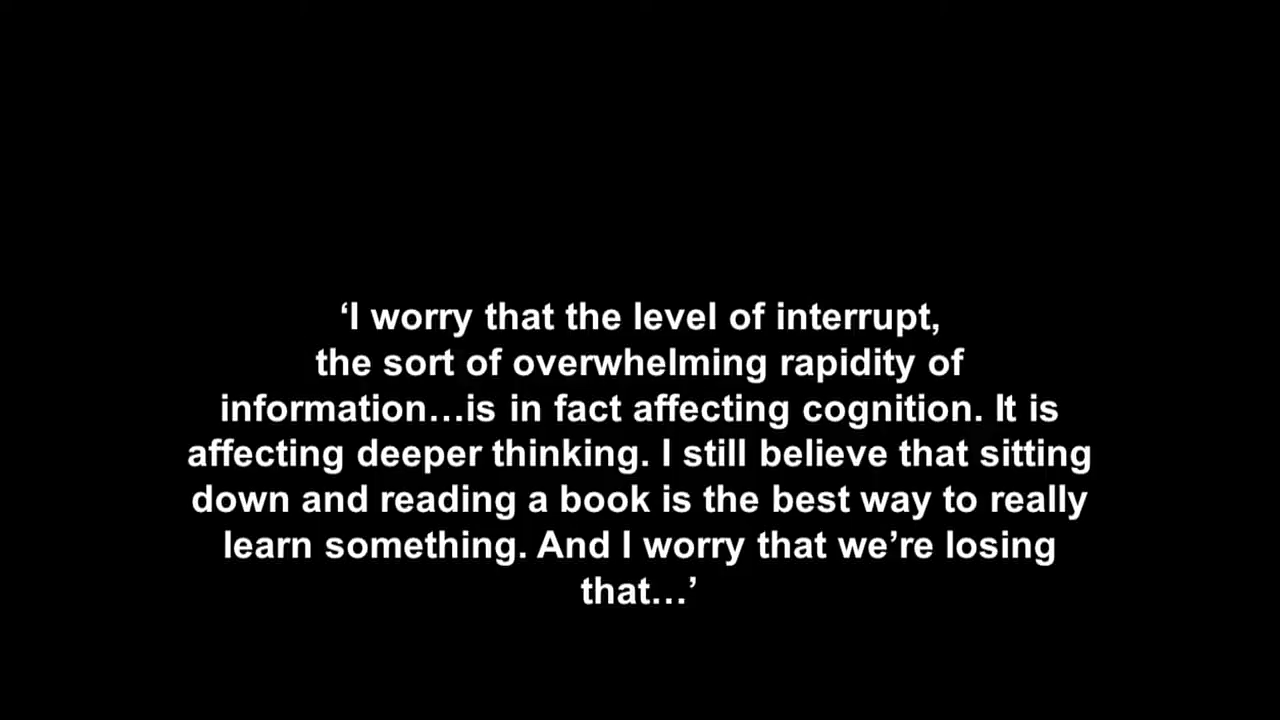 ‘I worry that the level of interrupt,
the sort of overwhelming rapidity of
information…is in fact affecting cognition. It is
affecting deeper thinking. I still believe that sitting
down and reading a book is the best way to really
learn something. And I worry that we’re losing
that…’